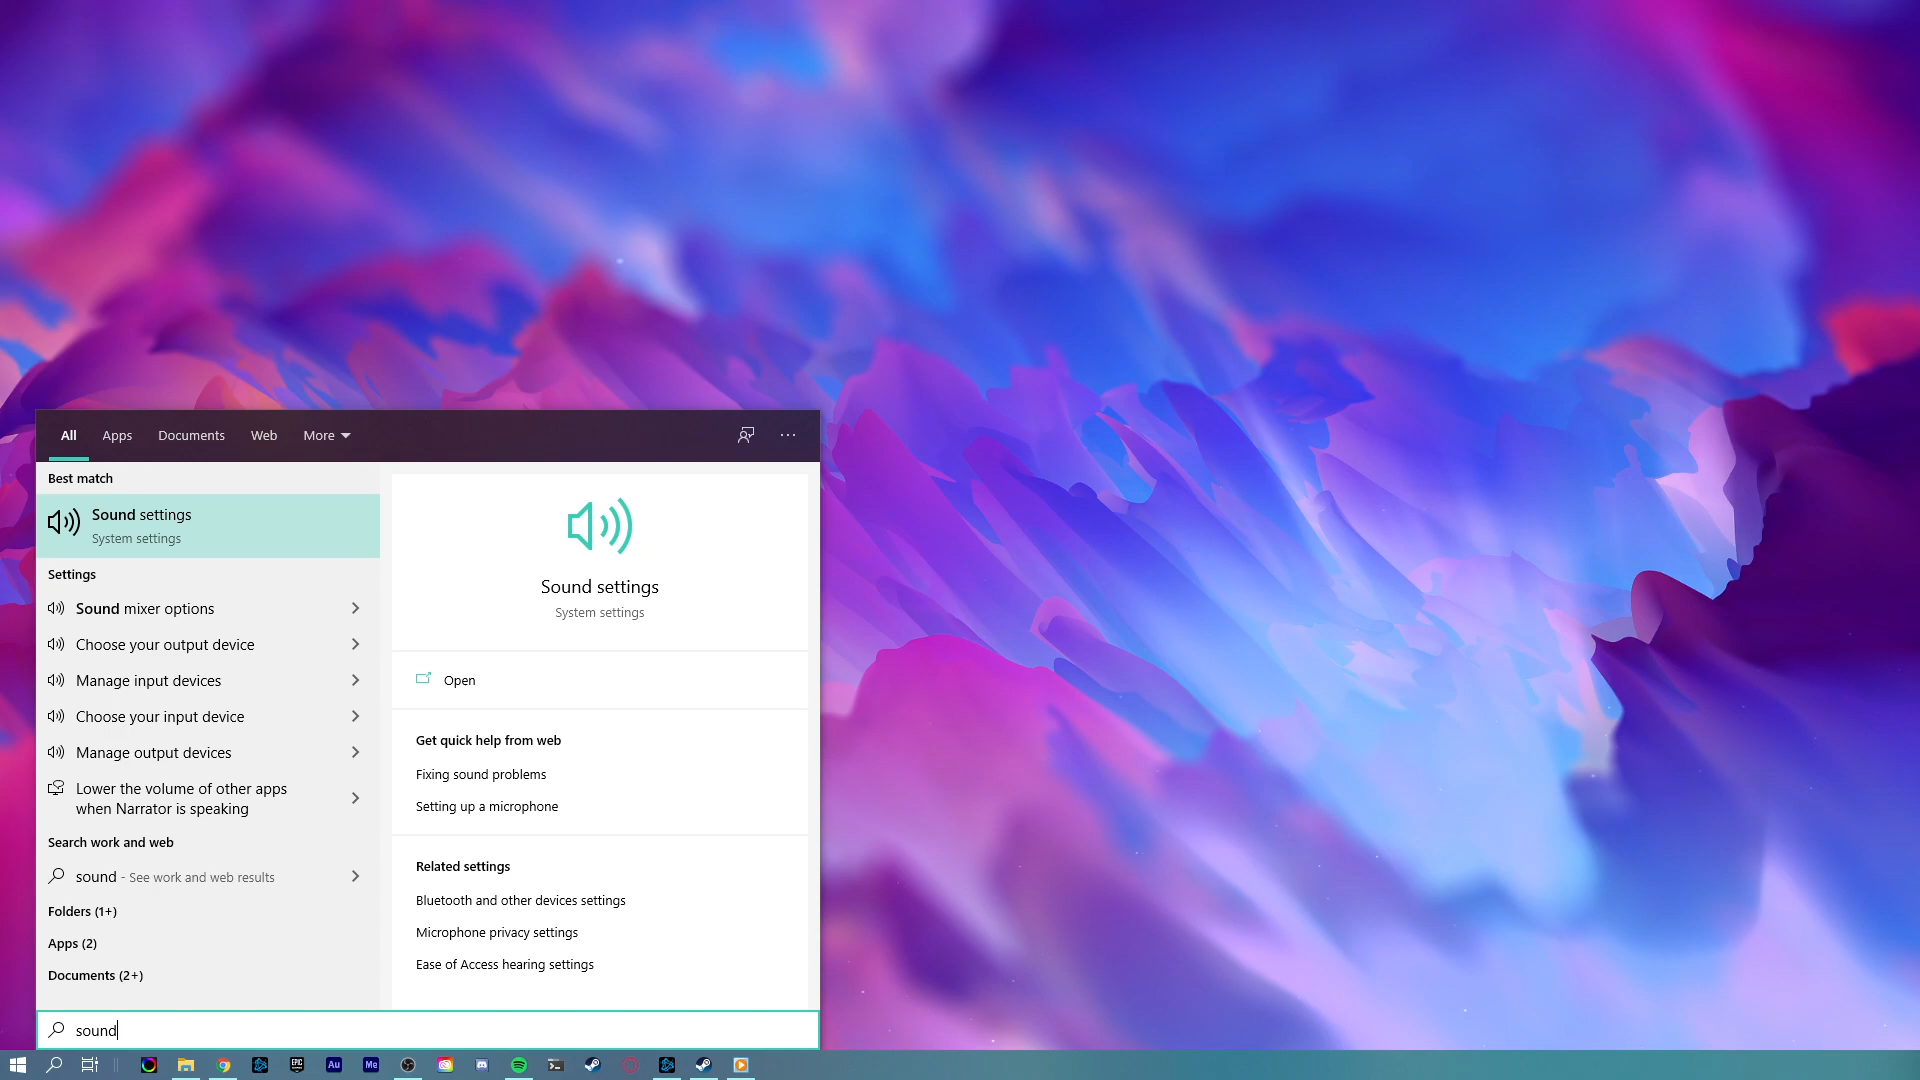 All Apps Documents Web More
Best match
Sound settings
System settings
Settings
Sound mixer options
Choose your output device
Manage input devices
Choose your input device
Manage output devices
Lower the volume of other apps
when Narrator is speaking
Search work and web
sound - See work and web results
Folders (1+)
Apps (2)
Documents (2+)
Sound settings
System settings
Open
Get quick help from web
Fixing sound problems
Setting up a microphone
Related settings
Bluetooth and other devices settings
Microphone privacy settings
Ease of Access hearing settings
sound
EPIC
Au
Me